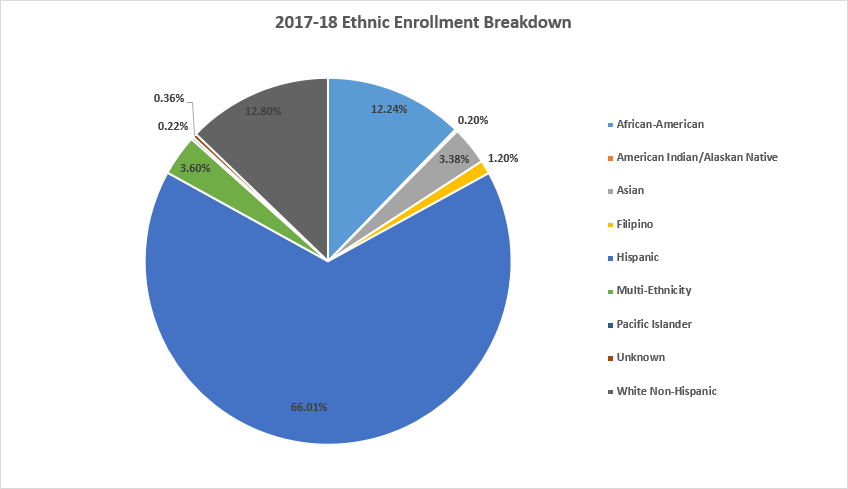 2017-18 Ethnic Enrollment Breakdown
0.36%
12.80%
12.24%
0.20%
0.22%
3.60%
3.38%
1.20%
66.01%
African-American
American Indian/Alaskan Native
Asian
Filipino
Hispanic
Multi-Ethnicity
Pacific Islander
Unknown
White Non-Hispanic